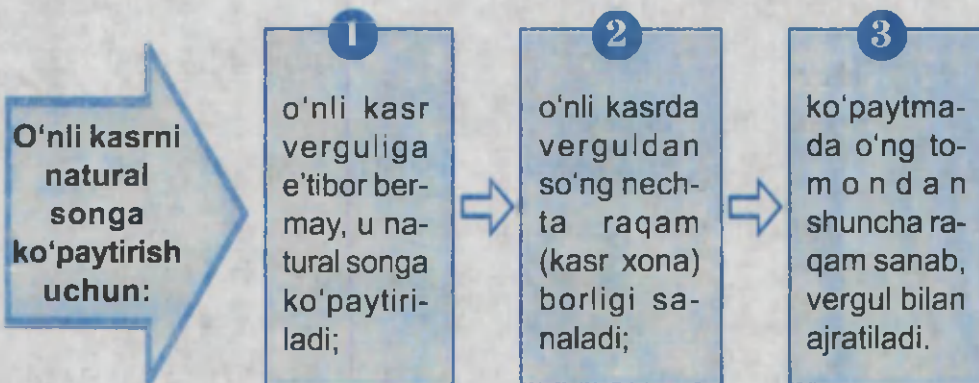 O‘nli kasrni
natural
songa
ko‘paytirish
uchun:
1
o‘nli kasr
verguliga
e’tibor ber-
may, u na-
tural songa
ko‘paytiri-
ladi;
2
o‘nli kasrda
verguldan
so‘ng nech-
ta raqam
(kasr xona)
borligi sa-
naladi;
3
ko‘paytma-
da o‘ng to-
mondan
shuncha ra-
qam sanab,
vergul bilan
ajratiladi.